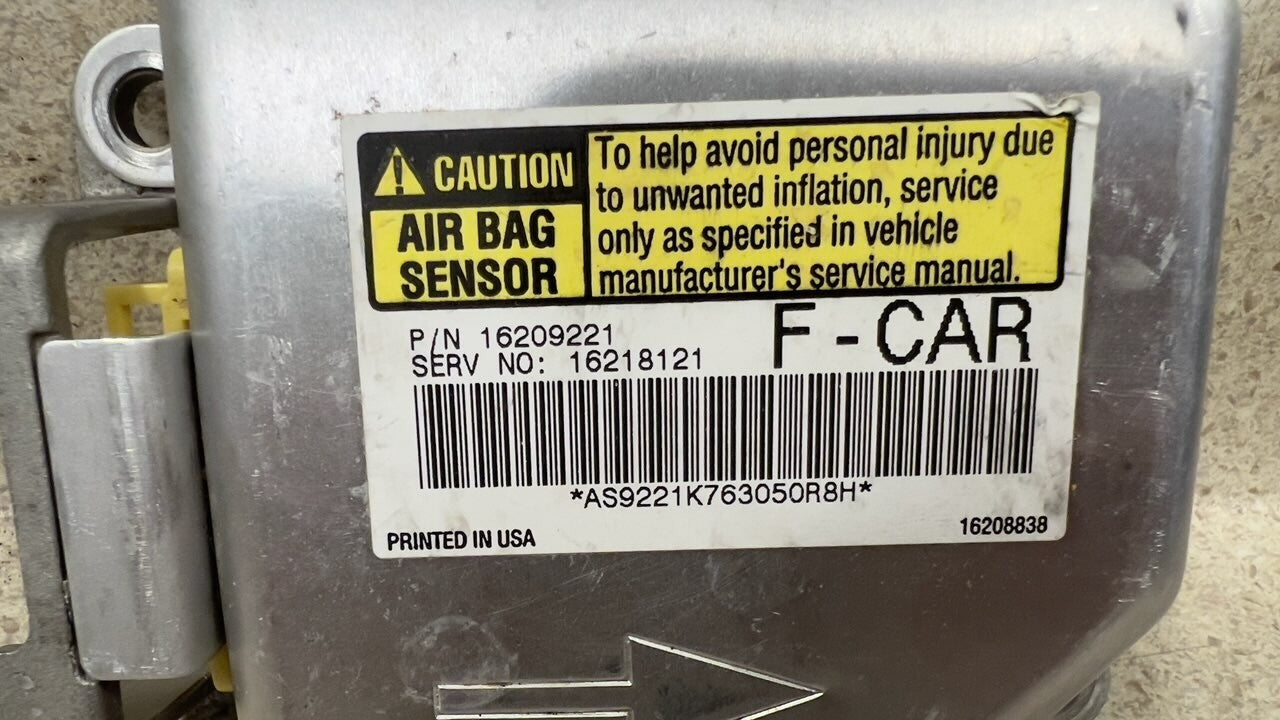 CAUTION
AIR BAG
SENSOR
To help avoid personal injury due
to unwanted inflation, service
only as specified in vehicle
manufacturer's service manual.
P/N 16209221
SERV NO: 16218121
F-CAR
*AS9221K763050R8H*
PRINTED IN USA
16208838